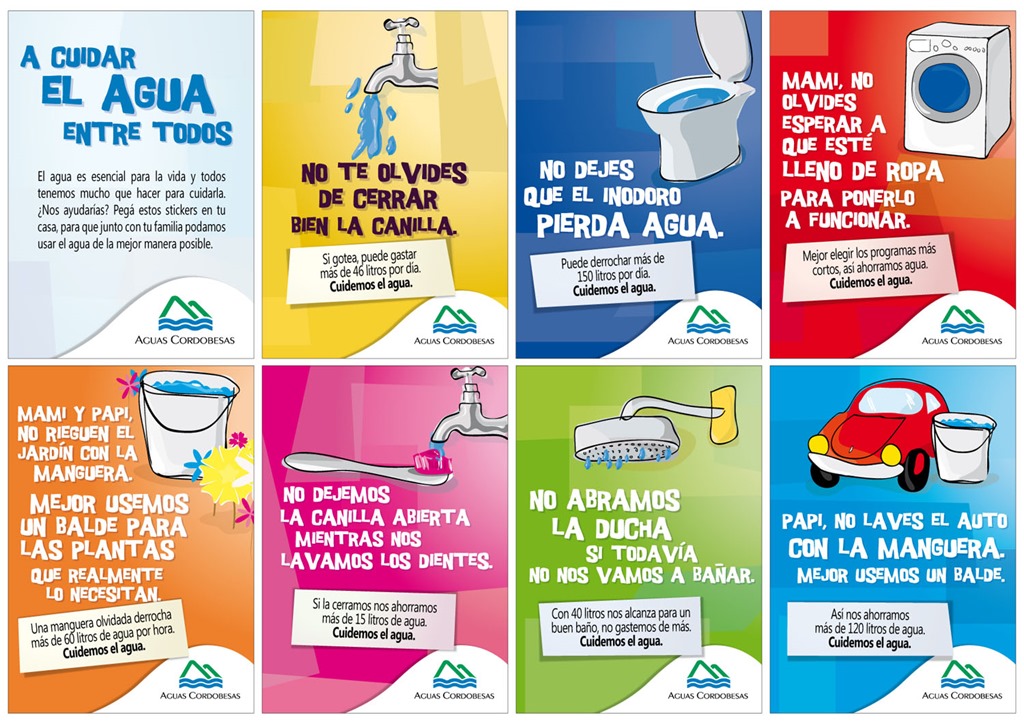 A CUIDAR
EL AGUA
ENTRE TODOS
El agua es esencial para la vida y todos
tenemos mucho que hacer para cuidarla.
¿Nos ayudarías? Pegá estos stickers en tu
casa, para que junto con tu familia podamos
usar el agua de la mejor manera posible.
AGUAS CORDOBESAS
NO TE OLVIDES
DE CERRAR
BIEN LA CANILLA.
Si gotea, puede gastar
más de 46 litros por día.
Cuidemos el agua.
AGUAS CORDOBESAS
NO DEJES
QUE EL INODORO
PIERDA AGUA.
Puede derrochar más de
150 litros por día.
Cuidemos el agua.
AGUAS CORDOBESAS
MAMI, NO
OLVIDES
ESPERAR A
QUE ESTÉ
LLENO DE ROPA
PARA PONERLO
A FUNCIONAR.
Mejor elegir los programas más
cortos, así ahorramos agua.
Cuidemos el agua.
AGUAS CORDOBESAS
MAMI Y PAPI,
NO RIEGUEN EL
JARDÍN CON LA
MANGUERA.
MEJOR USEMOS
UN BALDE PARA
LAS PLANTAS
QUE REALMENTE
LO NECESITAN.
Una manguera olvidada derrocha
más de 60 litros de agua por hora.
Cuidemos el agua.
AGUAS CORDOBESAS
NO DEJEMOS
LA CANILLA ABIERTA
MIENTRAS NOS
LAVAMOS LOS DIENTES.
Si la cerramos nos ahorramos
más de 15 litros de agua.
Cuidemos el agua.
AGUAS CORDOBESAS
NO ABRAMOS
LA DUCHA
SI TODAVÍA
NO NOS VAMOS A BAÑAR.
Con 40 litros nos alcanza para un
buen baño, no gastemos de más.
Cuidemos el agua.
AGUAS CORDOBESAS
PAPI, NO LAVES EL AUTO
CON LA MANGUERA.
MEJOR USEMOS UN BALDE.
Así nos ahorramos
más de 120 litros de agua.
Cuidemos el agua.
AGUAS CORDOBESAS